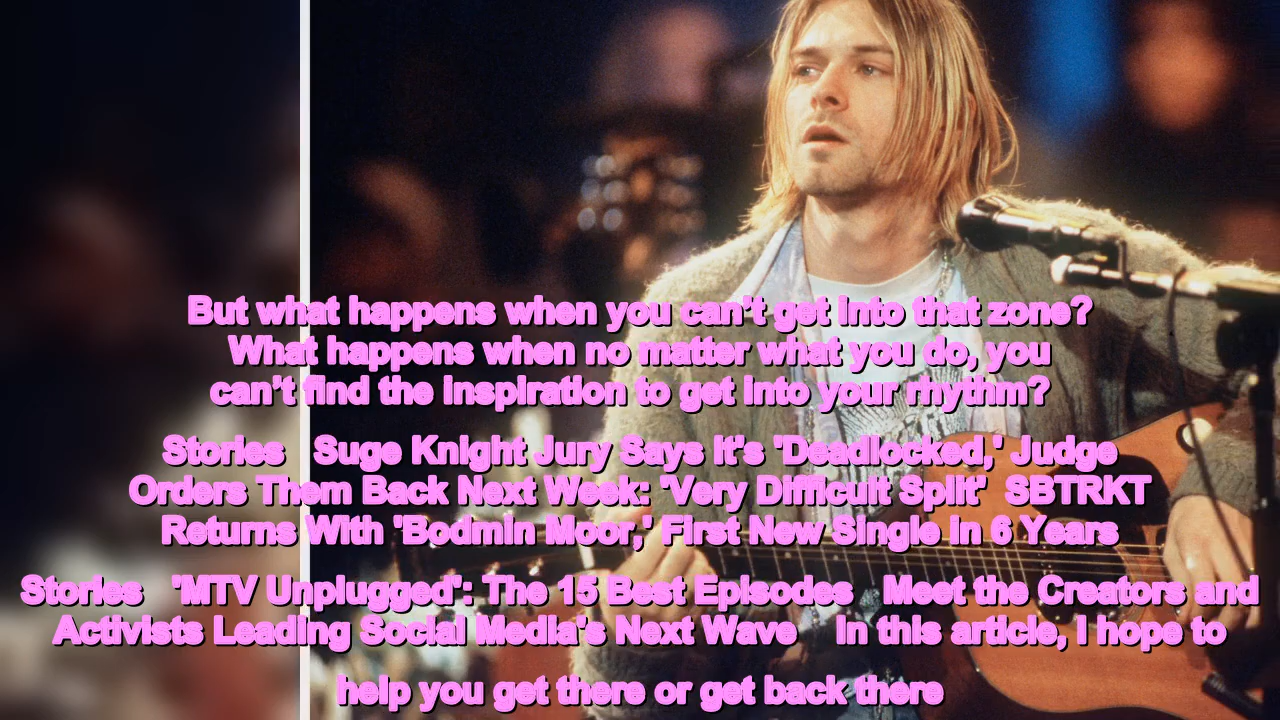 But what happens when you can't get into that zone?
What happens when no matter what you do, you
can't find the inspiration to get into your rhythm?
Stories Suge Knight Jury Says It's 'Deadlocked,' Judge
Orders Them Back Next Week: 'Very Difficult Split' SBTRKT
Returns With 'Bodmin Moor,' First New Single in 6 Years
Stories 'MTV Unplugged': The 15 Best Episodes Meet the Creators and
Activists Leading Social Media's Next Wave In this article, I hope to
help you get there or get back there